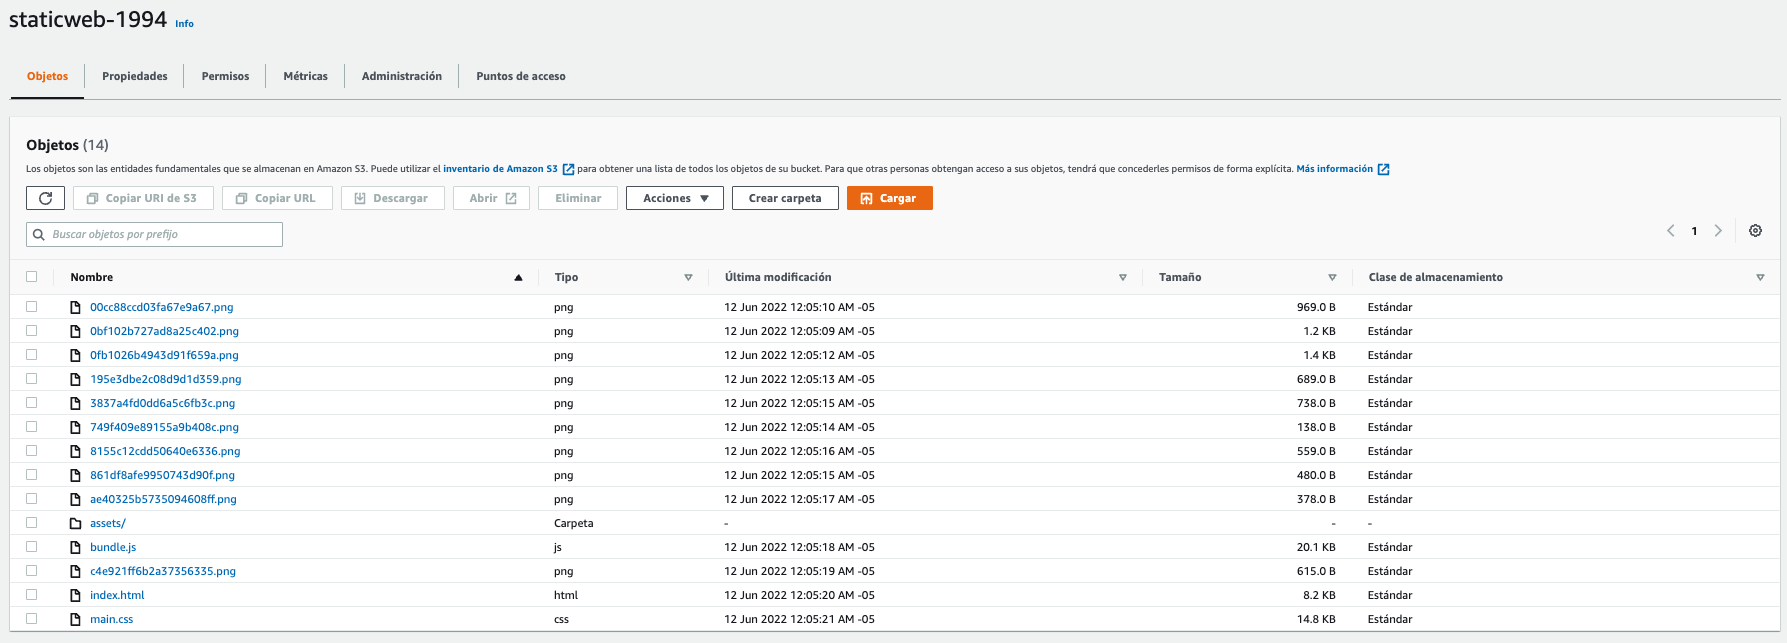 staticweb-1994 Info
Objetos Propiedades Permisos Métricas Administración Puntos de acceso
Objetos (14)
Los objetos son las entidades fundamentales que se almacenan en Amazon S3. Puede utilizar el inventario de Amazon S3 para obtener una lista de todos los objetos de su bucket. Para que otras personas obtengan acceso a sus objetos, tendrá que concederles permisos de forma explícita. Más información
Copiar URI de S3 Copiar URL Descargar Abrir Eliminar Acciones Crear carpeta Cargar
Buscar objetos por prefijo 1
Nombre Tipo Última modificación Tamaño Clase de almacenamiento
00cc88ccd03fa67e9a67.png png 12 Jun 2022 12:05:10 AM -05 969.0 B Estándar
0bf102b727ad8a25c402.png png 12 Jun 2022 12:05:09 AM -05 1.2 KB Estándar
0fb1026b4943d91f659a.png png 12 Jun 2022 12:05:12 AM -05 1.4 KB Estándar
195e3dbe2c08d9d1d359.png png 12 Jun 2022 12:05:13 AM -05 689.0 B Estándar
3837a4fd0dd6a5c6fb3c.png png 12 Jun 2022 12:05:15 AM -05 738.0 B Estándar
749f409e89155a9b408c.png png 12 Jun 2022 12:05:14 AM -05 138.0 B Estándar
8155c12cdd50640e6336.png png 12 Jun 2022 12:05:16 AM -05 559.0 B Estándar
861df8afe9950743d90f.png png 12 Jun 2022 12:05:15 AM -05 480.0 B Estándar
ae40325b5735094608ff.png png 12 Jun 2022 12:05:17 AM -05 378.0 B Estándar
assets/ Carpeta - - -
bundle.js js 12 Jun 2022 12:05:18 AM -05 20.1 KB Estándar
c4e921ff6b2a37356335.png png 12 Jun 2022 12:05:19 AM -05 615.0 B Estándar
index.html html 12 Jun 2022 12:05:20 AM -05 8.2 KB Estándar
main.css css 12 Jun 2022 12:05:21 AM -05 14.8 KB Estándar